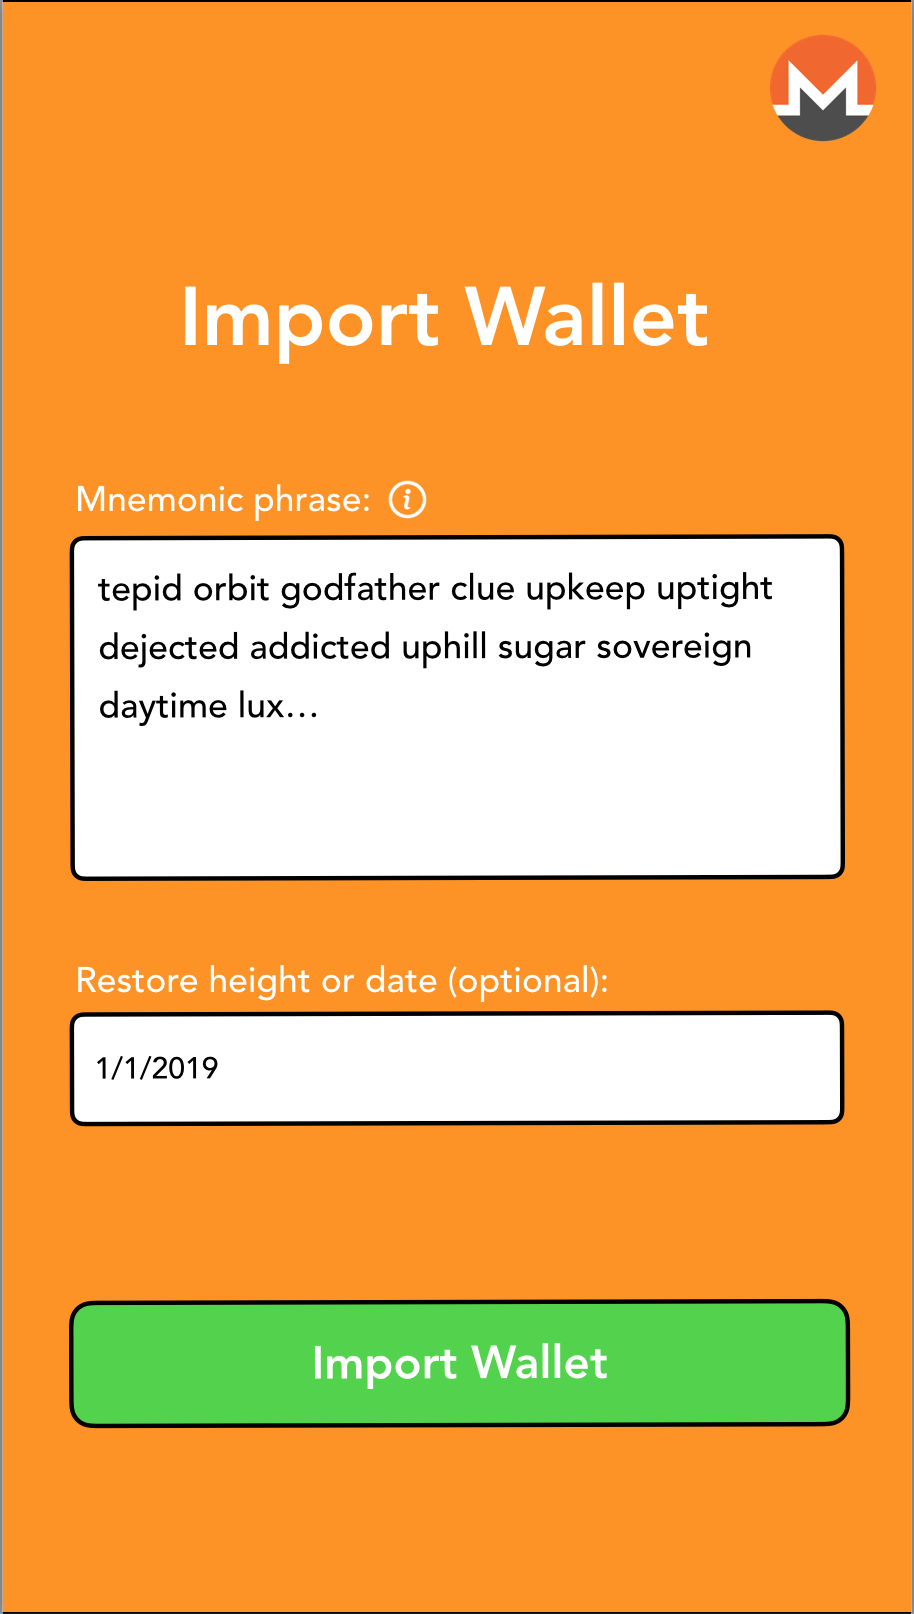 Import Wallet
Mnemonic phrase:
tepid orbit godfather clue upkeep uptight
dejected addicted uphill sugar sovereign
daytime lux...
Restore height or date (optional):
1/1/2019
Import Wallet